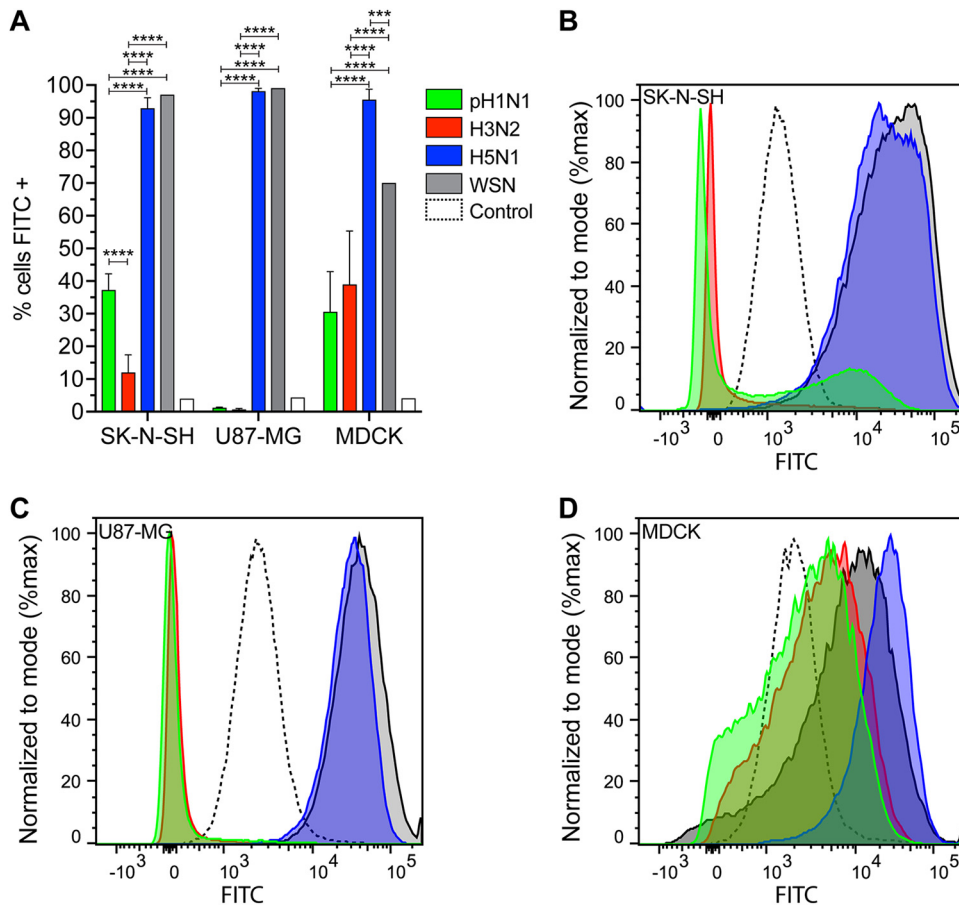 A
****
****
****
****
****
****
****
****
****
****
***
****
****
****
****
****
100
90
80
70
60
50
40
30
20
10
0
% cells FITC +
SK-N-SH U87-MG MDCK
pH1N1
H3N2
H5N1
WSN
Control
B
SK-N-SH
100
80
60
40
20
0
Normalized to mode (%max)
-10³ 0 10³ 10⁴ 10⁵
FITC
C
U87-MG
100
80
60
40
20
0
Normalized to mode (%max)
-10³ 0 10³ 10⁴ 10⁵
FITC
D
MDCK
100
80
60
40
20
0
Normalized to mode (%max)
-10³ 0 10³ 10⁴ 10⁵
FITC